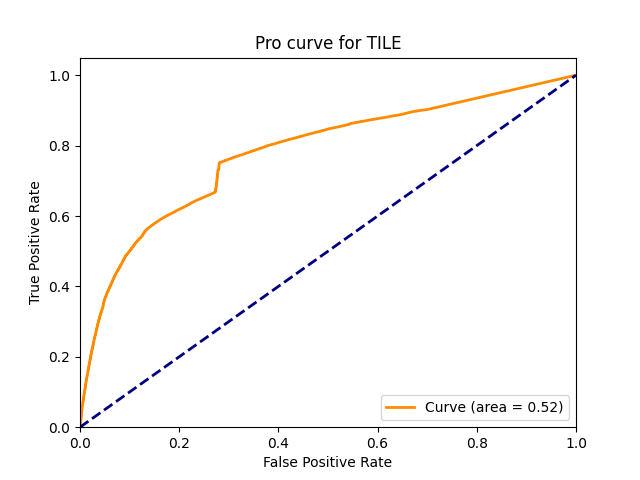 Pro curve for TILE
True Positive Rate
1.0
0.8
0.6
0.4
0.2
0.0
0.0 0.2 0.4 0.6 0.8 1.0
False Positive Rate
Curve (area = 0.52)